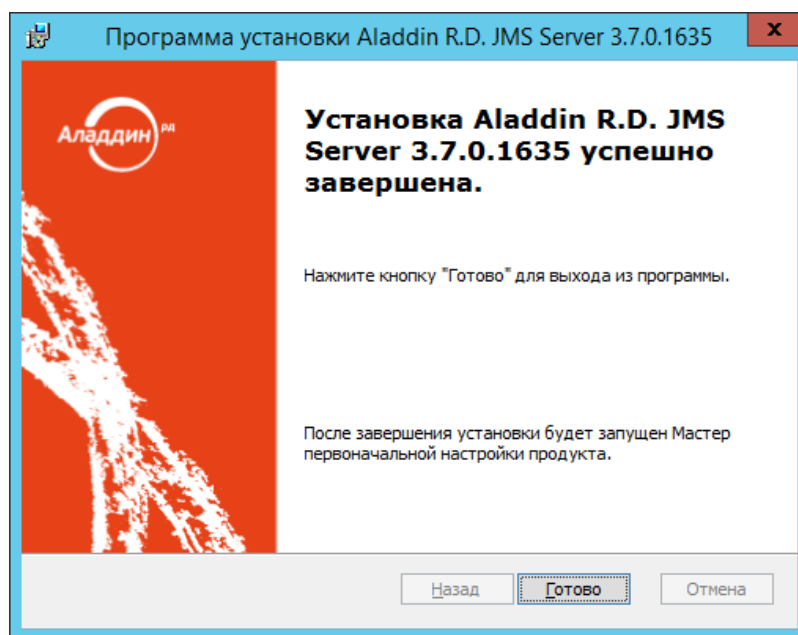 Программа установки Aladdin R.D. JMS Server 3.7.0.1635
x
Аладдин РД
Установка Aladdin R.D. JMS
Server 3.7.0.1635 успешно
завершена.
Нажмите кнопку "Готово" для выхода из программы.
После завершения установки будет запущен Мастер
первоначальной настройки продукта.
Назад
Готово
Отмена